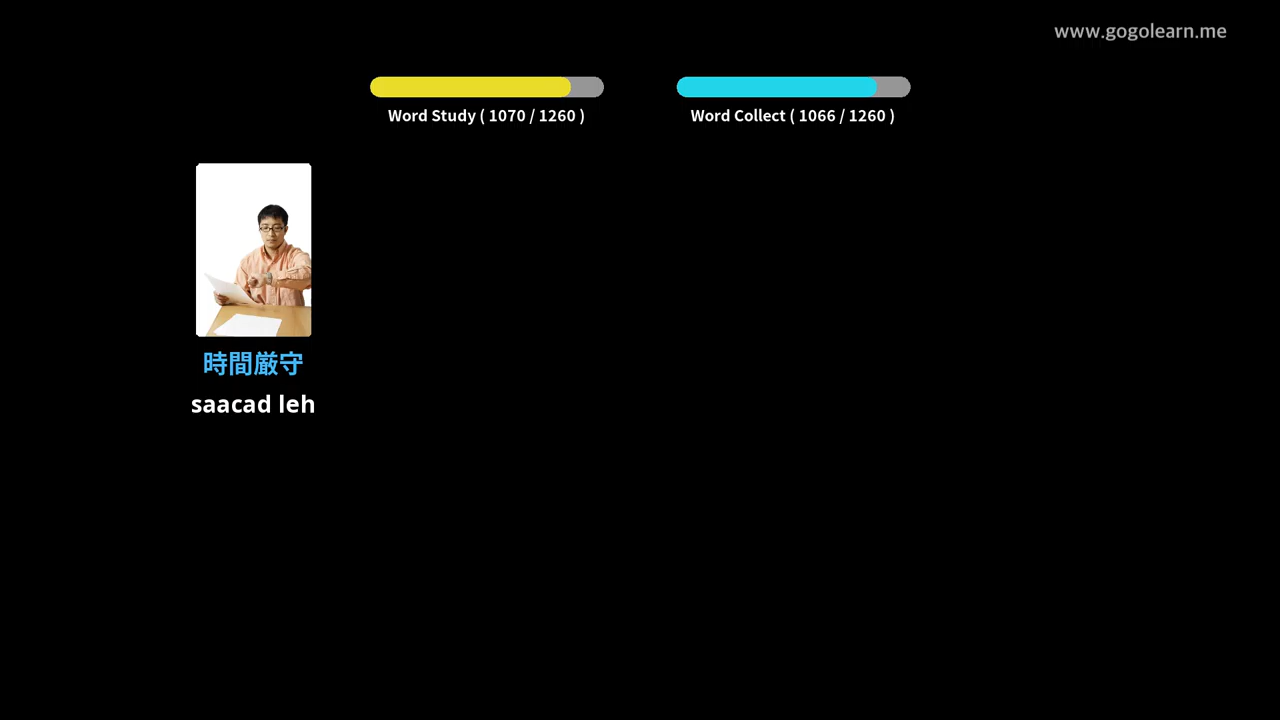 www.gogolearn.me
Word Study ( 1070 / 1260 )
Word Collect ( 1066 / 1260 )
時間厳守
saacad leh